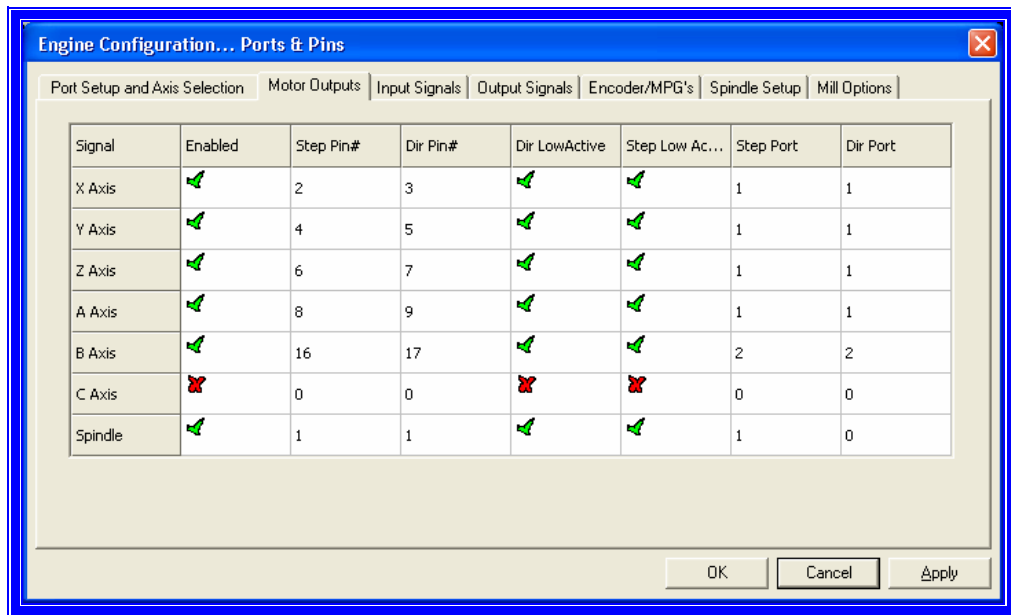 Engine Configuration... Ports & Pins
Port Setup and Axis Selection Motor Outputs Input Signals Output Signals Encoder/MPG's Spindle Setup Mill Options
Signal Enabled Step Pin# Dir Pin# Dir LowActive Step Low Ac... Step Port Dir Port
X Axis 2 3 1 1
Y Axis 4 5 1 1
Z Axis 6 7 1 1
A Axis 8 9 1 1
B Axis 16 17 2 2
C Axis 0 0 0 0
Spindle 1 1 1 0
OK Cancel Apply